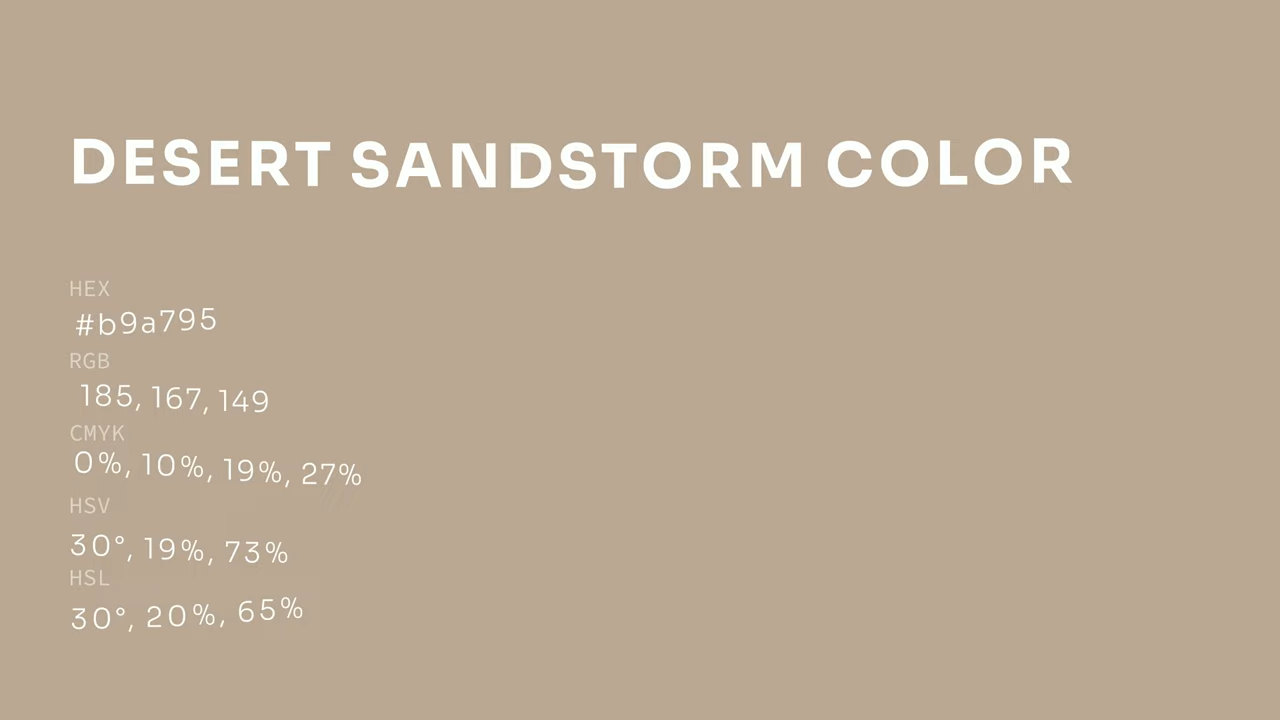 DESERT SANDSTORM COLOR
HEX
#b9a795
RGB
185, 167, 149
CMYK
0%, 10%, 19%, 27%
HSV
30°, 19%, 73%
HSL
30°, 20%, 65%